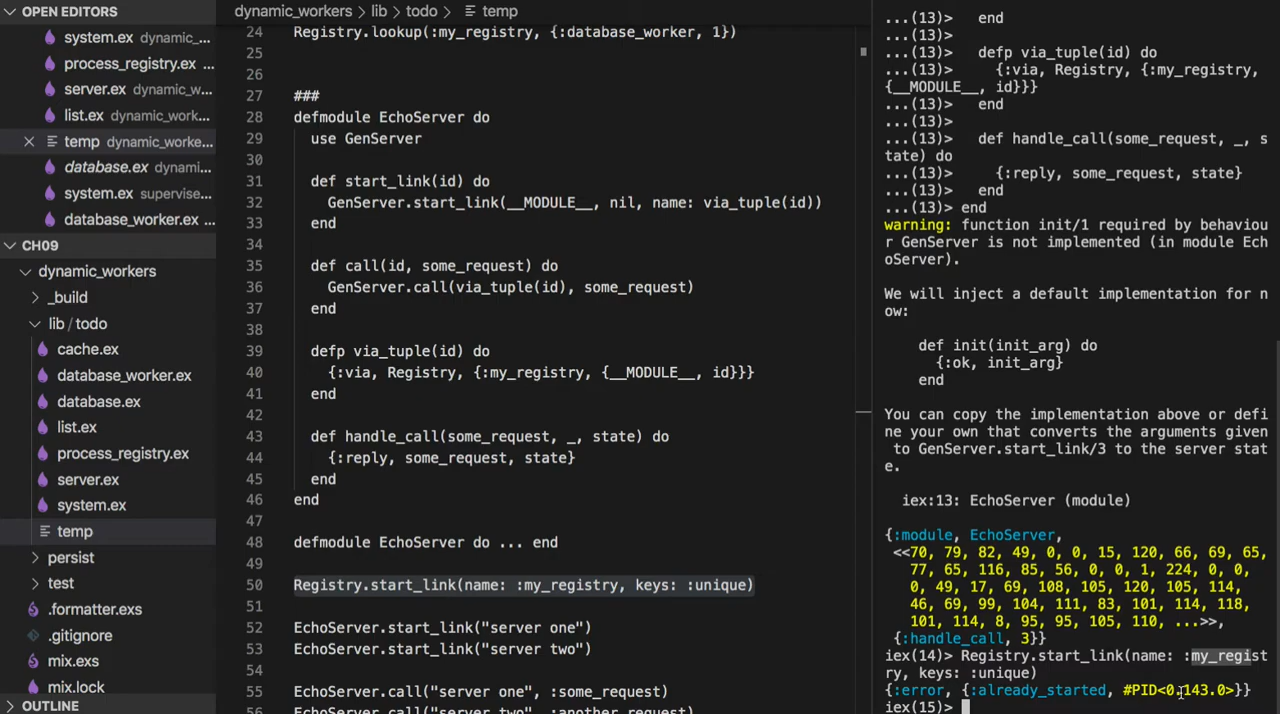 OPEN EDITORS
system.ex dynamic_...
process_registry.ex ...
server.ex dynamic_w...
list.ex dynamic_work...
temp dynamic_worke...
database.ex dynami...
system.ex supervise...
database_worker.ex ...
CH09
dynamic_workers
_build
lib / todo
cache.ex
database_worker.ex
database.ex
list.ex
process_registry.ex
server.ex
system.ex
temp
persist
test
.formatter.exs
.gitignore
mix.exs
mix.lock
OUTLINE
dynamic_workers > lib > todo > temp
24 Registry.lookup(:my_registry, {:database_worker, 1})
25
26
27 ###
28 defmodule EchoServer do
29 use GenServer
30
31 def start_link(id) do
32 GenServer.start_link(__MODULE__, nil, name: via_tuple(id))
33 end
34
35 def call(id, some_request) do
36 GenServer.call(via_tuple(id), some_request)
37 end
38
39 defp via_tuple(id) do
40 {:via, Registry, {:my_registry, {__MODULE__, id}}}
41 end
42
43 def handle_call(some_request, _, state) do
44 {:reply, some_request, state}
45 end
46 end
47
48 defmodule EchoServer do ... end
49
50 Registry.start_link(name: :my_registry, keys: :unique)
51
52 EchoServer.start_link("server one")
53 EchoServer.start_link("server two")
54
55 EchoServer.call("server one", :some_request)
56 EchoServer.call("server two", :another_request)
...(13)> end
...(13)>
...(13)> defp via_tuple(id) do
...(13)> {:via, Registry, {:my_registry,
{__MODULE__, id}}}
...(13)> end
...(13)>
...(13)> def handle_call(some_request, _, s
tate) do
...(13)> {:reply, some_request, state}
...(13)> end
...(13)> end
warning: function init/1 required by behaviou
r GenServer is not implemented (in module Ech
oServer).
We will inject a default implementation for n
ow:
def init(init_arg) do
{:ok, init_arg}
end
You can copy the implementation above or defi
ne your own that converts the arguments given
to GenServer.start_link/3 to the server stat
e.
iex:13: EchoServer (module)
{:module, EchoServer,
<<70, 79, 82, 49, 0, 0, 15, 120, 66, 69, 65,
77, 65, 116, 85, 56, 0, 0, 1, 224, 0, 0,
0, 49, 17, 69, 108, 105, 120, 105, 114,
46, 69, 99, 104, 111, 83, 101, 114, 118,
101, 114, 8, 95, 95, 105, 110, ...>>,
{:handle_call, 3}}
iex(14)> Registry.start_link(name: :my_regist
ry, keys: :unique)
{:error, {:already_started, #PID<0.143.0>}}
iex(15)>